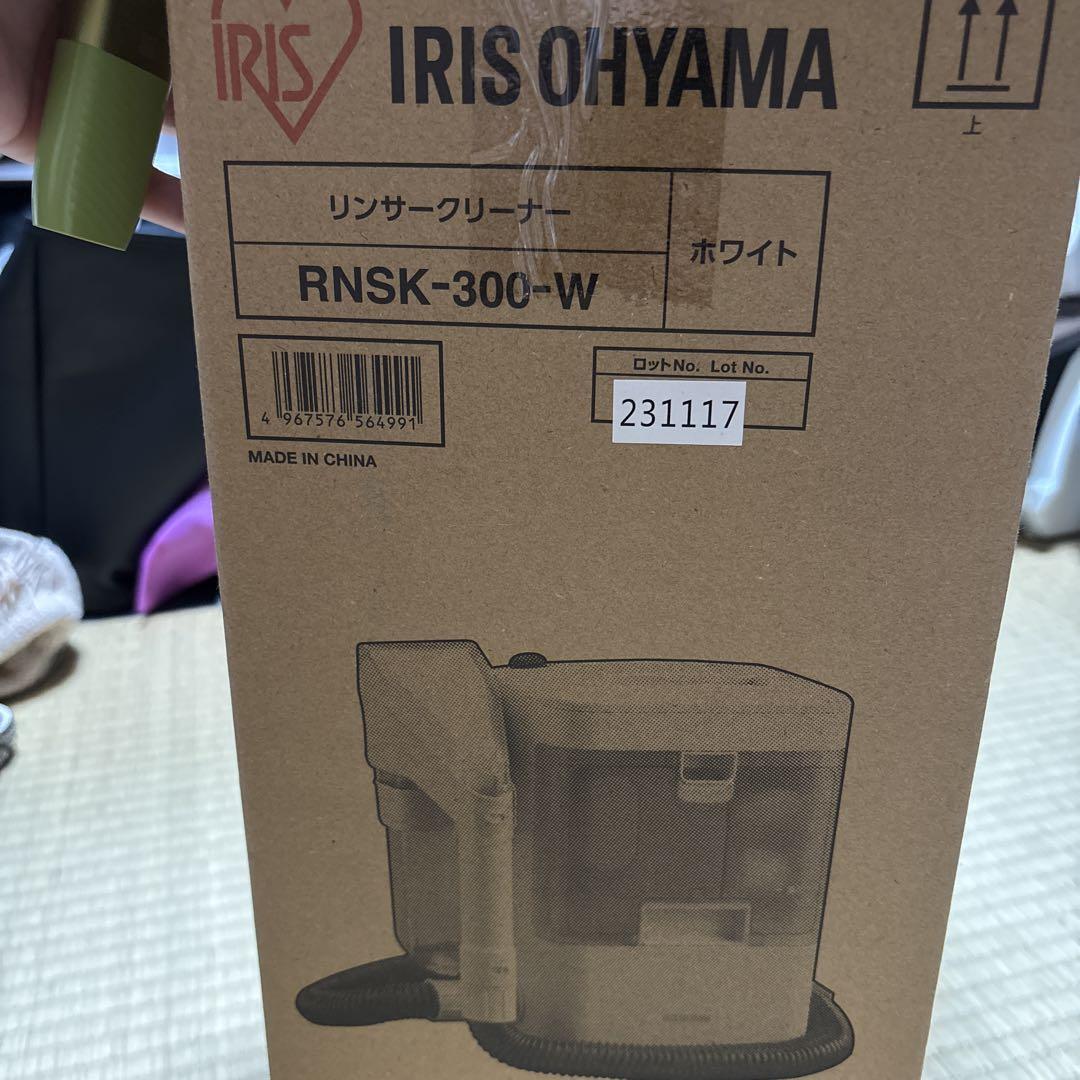 IRIS
IRIS OHYAMA
上
リンサークリーナー
ホワイト
RNSK-300-W
4 967576 564991
MADE IN CHINA
ロットNo. Lot No.
231117